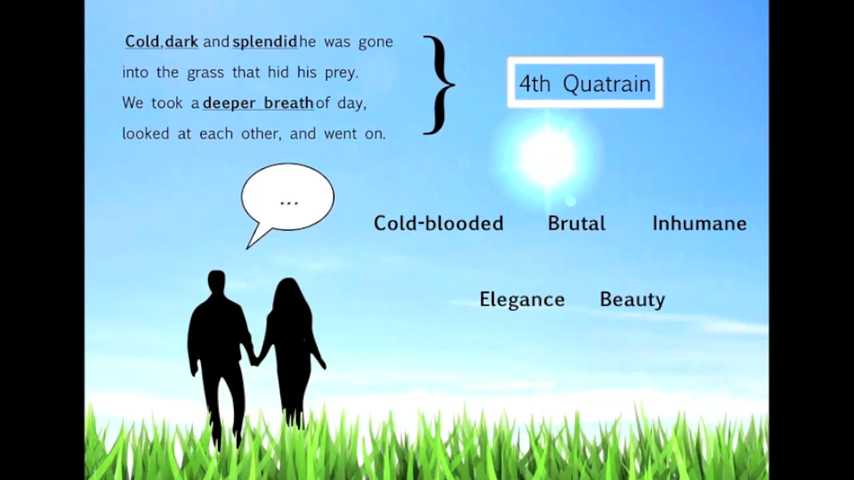 Cold,dark and splendid he was gone
into the grass that hid his prey.
We took a deeper breath of day,
looked at each other, and went on.
4th Quatrain
...
Cold-blooded Brutal Inhumane
Elegance Beauty